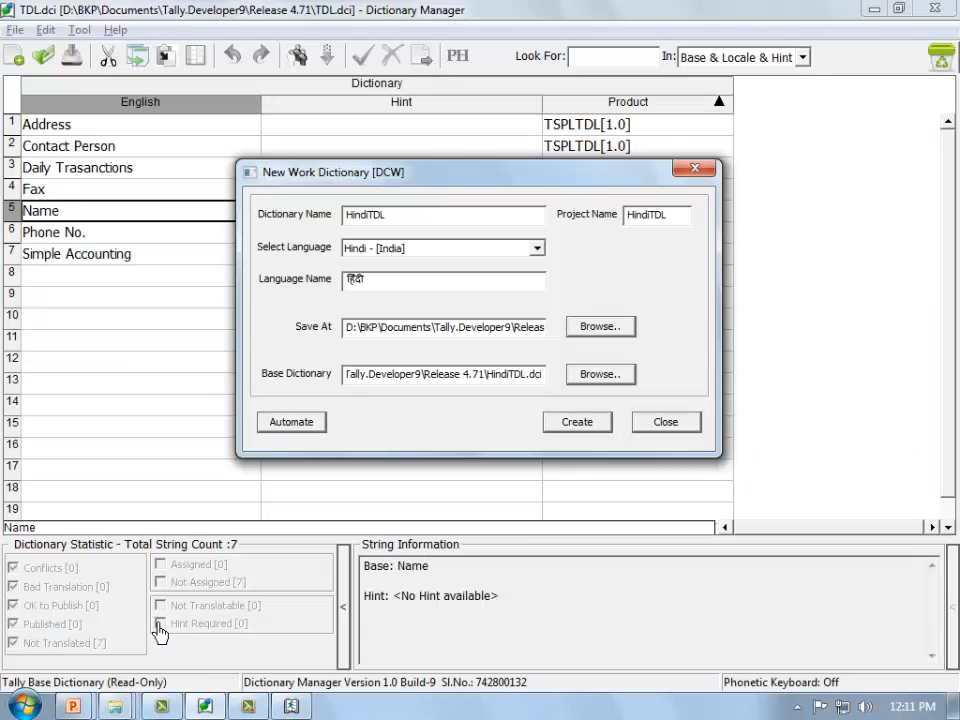 TDL.dci [D:\BKP\Documents\Tally.Developer9\Release 4.71\TDL.dci] - Dictionary Manager
File Edit Tool Help
PH Look For: In: Base & Locale & Hint
Dictionary
English Hint Product
1 Address TSPLTDL[1.0]
2 Contact Person TSPLTDL[1.0]
3 Daily Trasanctions
4 Fax
5 Name
6 Phone No.
7 Simple Accounting
8
9
10
11
12
13
14
15
16
17
18
19
New Work Dictionary [DCW]
Dictionary Name HindiTDL Project Name HindiTDL
Select Language Hindi - [India]
Language Name हिंदी
Save At D:\BKP\Documents\Tally.Developer9\Releas Browse..
Base Dictionary Tally.Developer9\Release 4.71\HindiTDL.dci Browse..
Automate Create Close
Name
Dictionary Statistic - Total String Count :7
Conflicts [0]
Bad Translation [0]
OK to Publish [0]
Published [0]
Not Translated [7]
Assigned [0]
Not Assigned [7]
Not Translatable [0]
Hint Required [0]
<
String Information
Base: Name
Hint: <No Hint available>
<
Tally Base Dictionary (Read-Only) Dictionary Manager Version 1.0 Build-9 Sl.No.: 742800132 Phonetic Keyboard: Off
12:11 PM